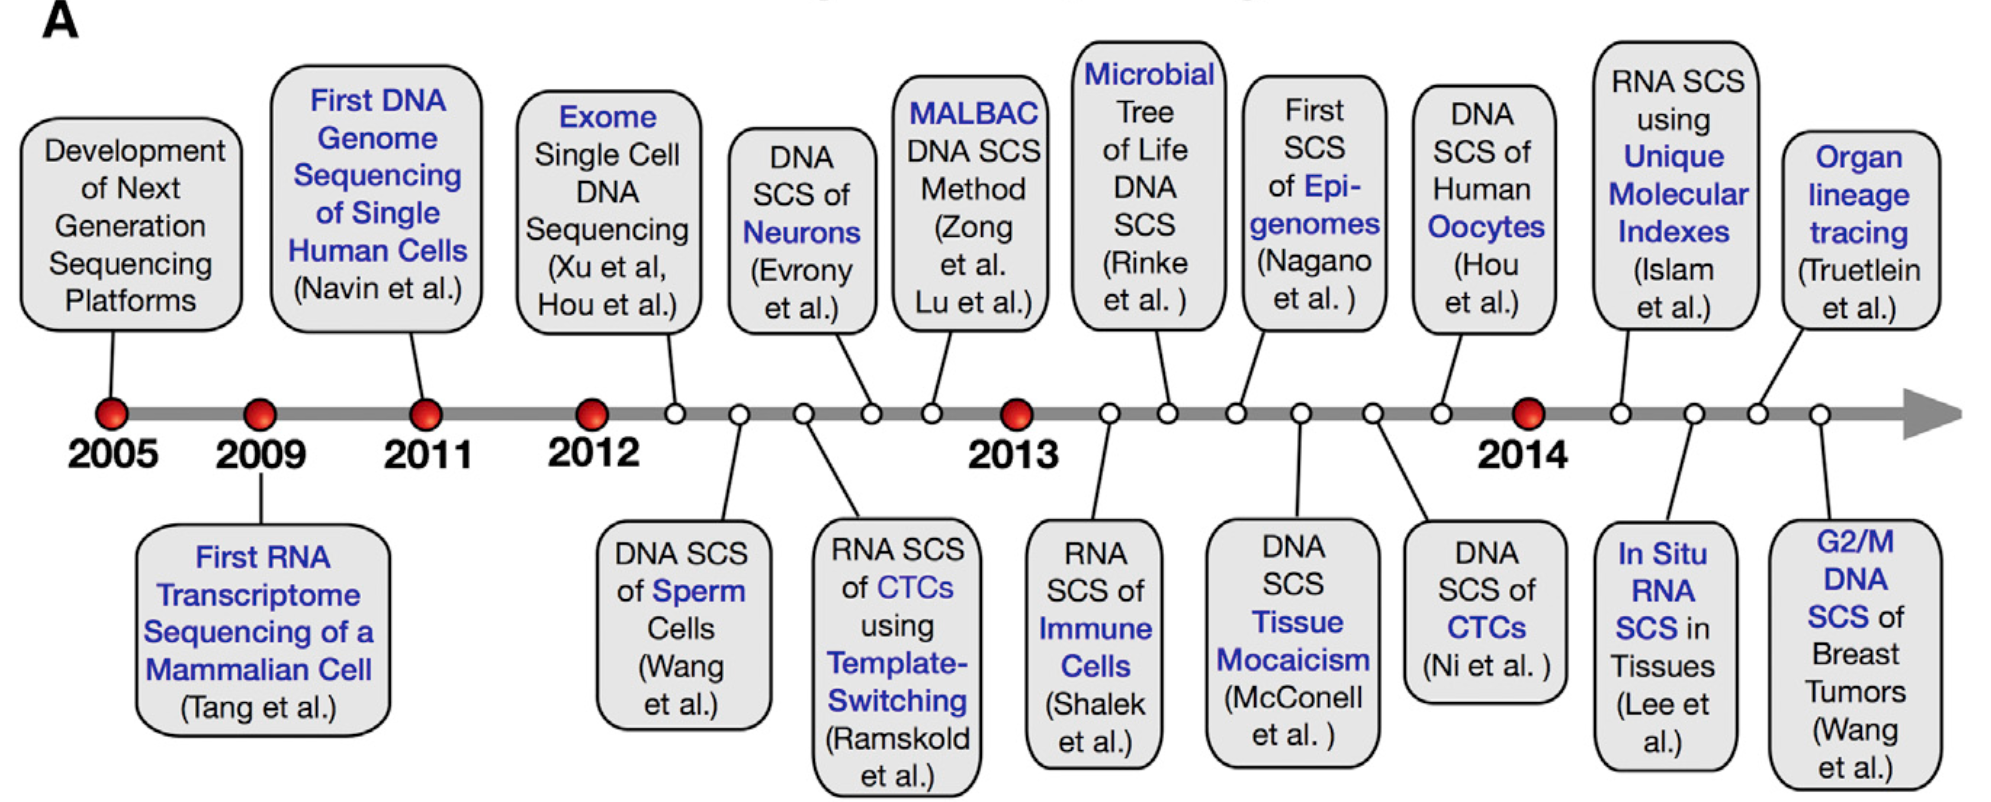 A
Development
of Next
Generation
Sequencing
Platforms
First DNA
Genome
Sequencing
of Single
Human Cells
(Navin et al.)
Exome
Single Cell
DNA
Sequencing
(Xu et al,
Hou et al.)
DNA
SCS of
Neurons
(Evrony
et al.)
MALBAC
DNA SCS
Method
(Zong
et al.
Lu et al.)
Microbial
Tree
of Life
DNA
SCS
(Rinke
et al. )
First
SCS
of Epi-
genomes
(Nagano
et al. )
DNA
SCS of
Human
Oocytes
(Hou
et al.)
RNA SCS
using
Unique
Molecular
Indexes
(Islam
et al.)
Organ
lineage
tracing
(Truetlein
et al.)
2005
2009
2011
2012
2013
2014
First RNA
Transcriptome
Sequencing of a
Mammalian Cell
(Tang et al.)
DNA SCS
of Sperm
Cells
(Wang
et al.)
RNA SCS
of CTCs
using
Template-
Switching
(Ramskold
et al.)
RNA
SCS of
Immune
Cells
(Shalek
et al.)
DNA
SCS
Tissue
Mocaicism
(McConell
et al. )
DNA
SCS of
CTCs
(Ni et al. )
In Situ
RNA
SCS in
Tissues
(Lee et
al.)
G2/M
DNA
SCS of
Breast
Tumors
(Wang
et al.)